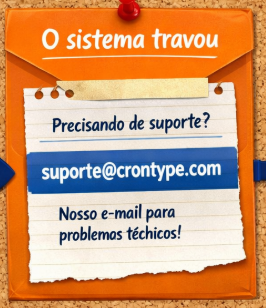 O sistema travou
Precisando de suporte?
suporte@crontype.com
Nosso e-mail para
problemas téchicos!